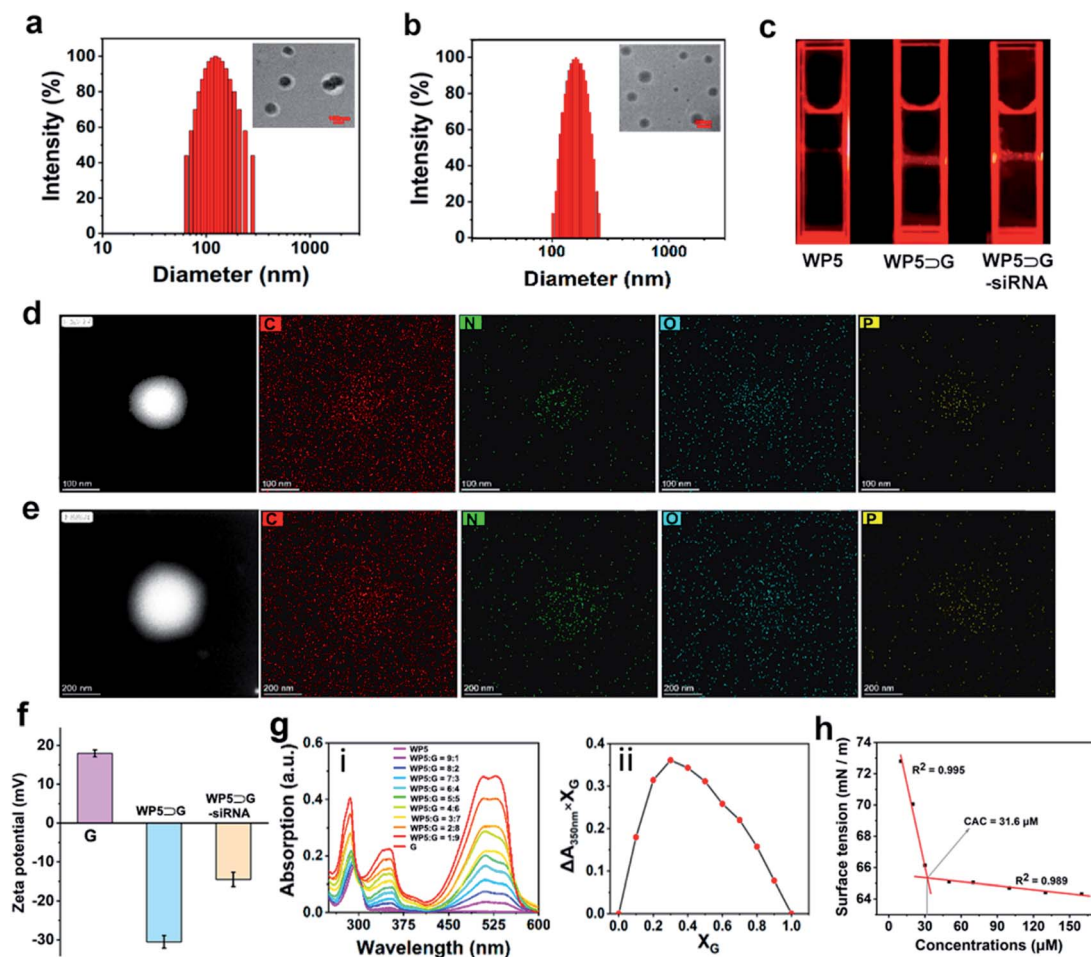 a
100
80
60
40
20
0
Intensity (%)
10
100
1000
Diameter (nm)
b
100
80
60
40
20
0
Intensity (%)
100
1000
Diameter (nm)
c
WP5
WP5⊃G
WP5⊃G
-siRNA
d
100 nm
C
100 nm
N
100 nm
O
100 nm
P
100 nm
e
200 nm
C
200 nm
N
200 nm
O
200 nm
P
200 nm
f
20
10
0
-10
-20
-30
Zeta potential (mV)
G
WP5⊃G
WP5⊃G
-siRNA
g
i
0.6
0.4
0.2
0.0
Absorption (a.u.)
WP5
WP5:G = 9:1
WP5:G = 8:2
WP5:G = 7:3
WP5:G = 6:4
WP5:G = 5:5
WP5:G = 4:6
WP5:G = 3:7
WP5:G = 2:8
WP5:G = 1:9
G
300
375
450
525
600
Wavelength (nm)
ii
0.4
0.3
0.2
0.1
0.0
ΔA350nm×XG
0.0
0.2
0.4
0.6
0.8
1.0
XG
h
74
72
70
68
66
64
Surface tension (mN / m)
R² = 0.995
CAC = 31.6 μM
R² = 0.989
0
50
100
150
Concentrations (μM)